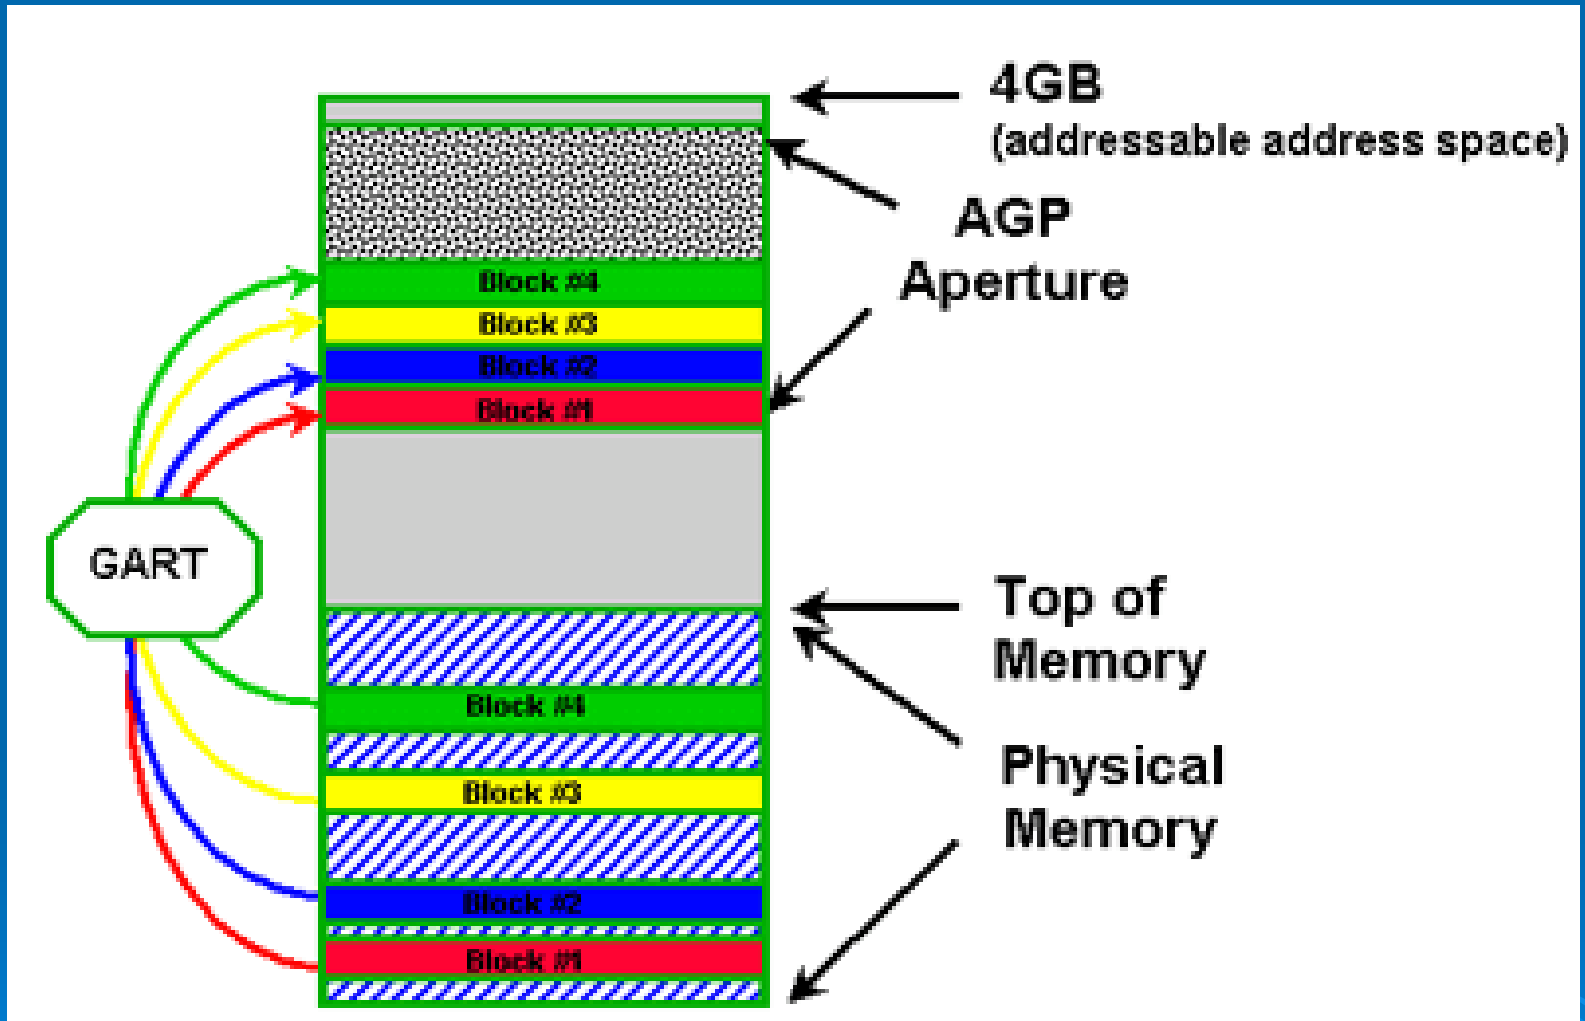 4GB
(addressable address space)
AGP
Aperture
Block #4
Block #3
Block #2
Block #1
GART
Top of
Memory
Block #4
Physical
Memory
Block #3
Block #2
Block #1